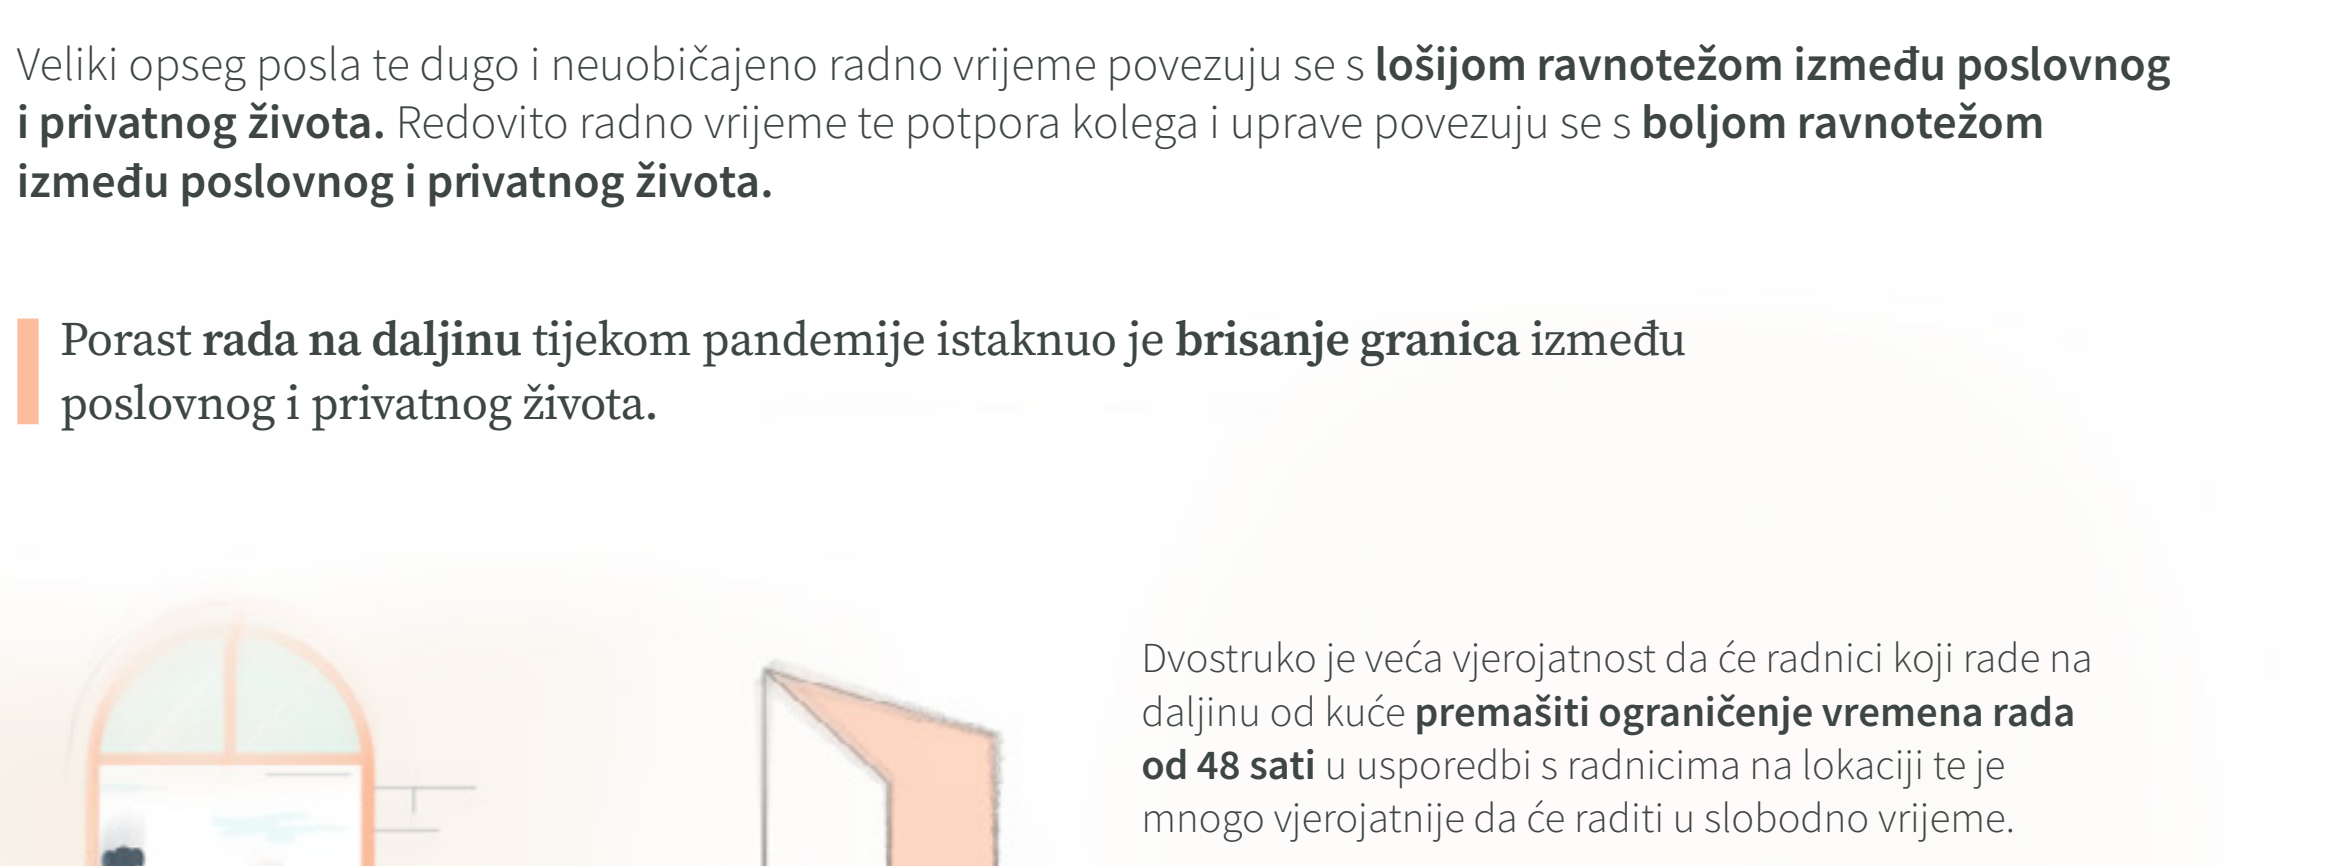 Veliki opseg posla te dugo i neuobičajeno radno vrijeme povezuju se s lošijom ravnotežom između poslovnog
i privatnog života. Redovito radno vrijeme te potpora kolega i uprave povezuju se s boljom ravnotežom
između poslovnog i privatnog života.
Porast rada na daljinu tijekom pandemije istaknuo je brisanje granica između
poslovnog i privatnog života.
Dvostruko je veća vjerojatnost da će radnici koji rade na
daljinu od kuće premašiti ograničenje vremena rada
od 48 sati u usporedbi s radnicima na lokaciji te je
mnogo vjerojatnije da će raditi u slobodno vrijeme.